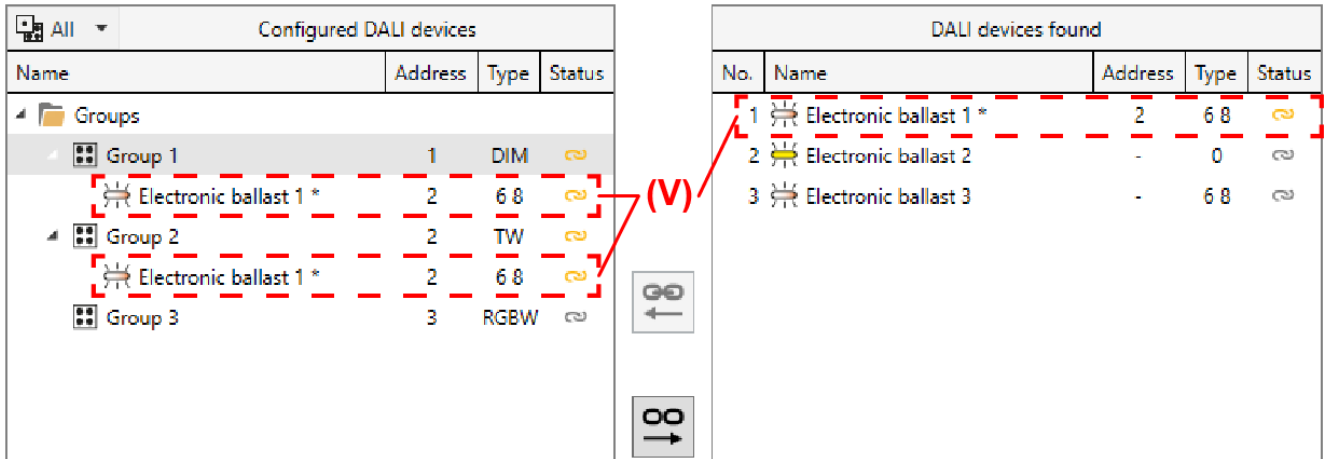 All Configured DALI devices
Name Address Type Status
Groups
Group 1 1 DIM
Electronic ballast 1 * 2 6 8
Group 2 2 TW
Electronic ballast 1 * 2 6 8
Group 3 3 RGBW
(V)
DALI devices found
No. Name Address Type Status
1 Electronic ballast 1 * 2 6 8
2 Electronic ballast 2 - 0
3 Electronic ballast 3 - 6 8